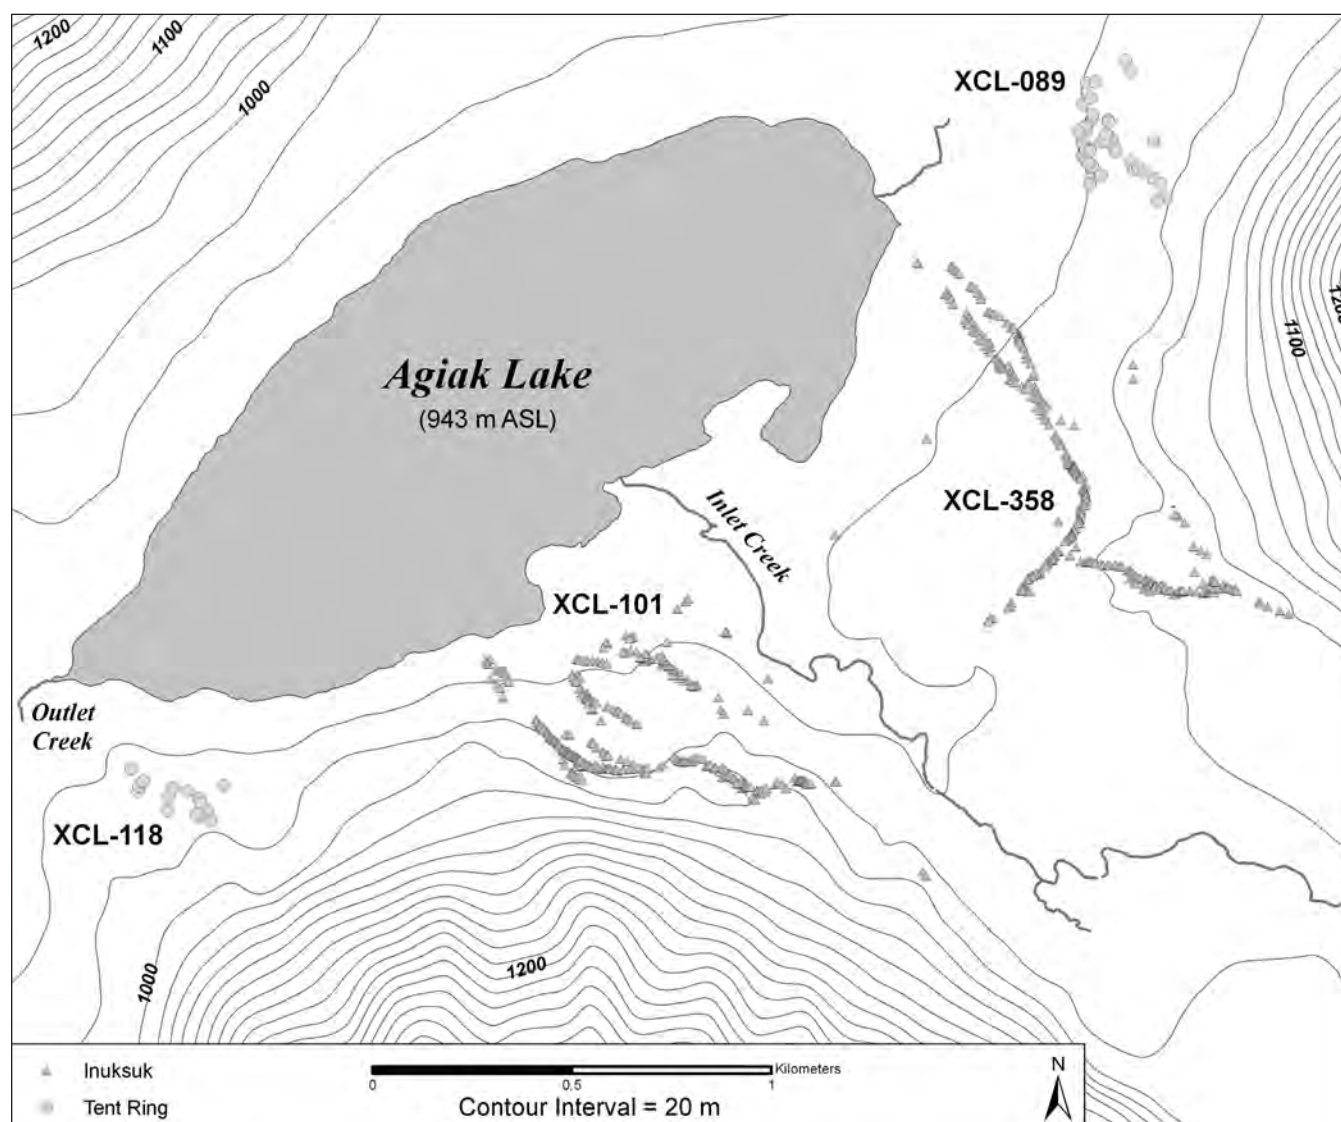 1200
1100
1000
XCL-089
1200
1100
Agiak Lake
(943 m ASL)
XCL-358
Inlet Creek
XCL-101
Outlet
Creek
XCL-118
1000
1200
Inuksuk
Tent Ring
0
0.5
1
Kilometers
Contour Interval = 20 m
N